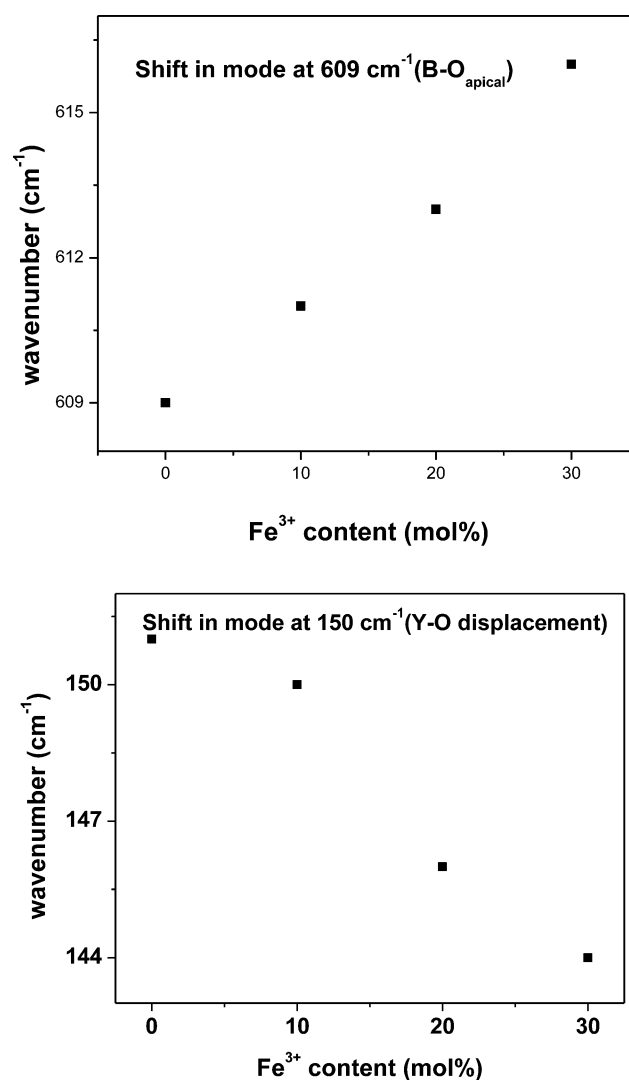 Shift in mode at 609 cm⁻¹(B-Oₐₚᵢcₐₗ)
615
612
609
wavenumber (cm⁻¹)
0 10 20 30
Fe³⁺ content (mol%)
Shift in mode at 150 cm⁻¹(Y-O displacement)
150
147
144
wavenumber (cm⁻¹)
0 10 20 30
Fe³⁺ content (mol%)